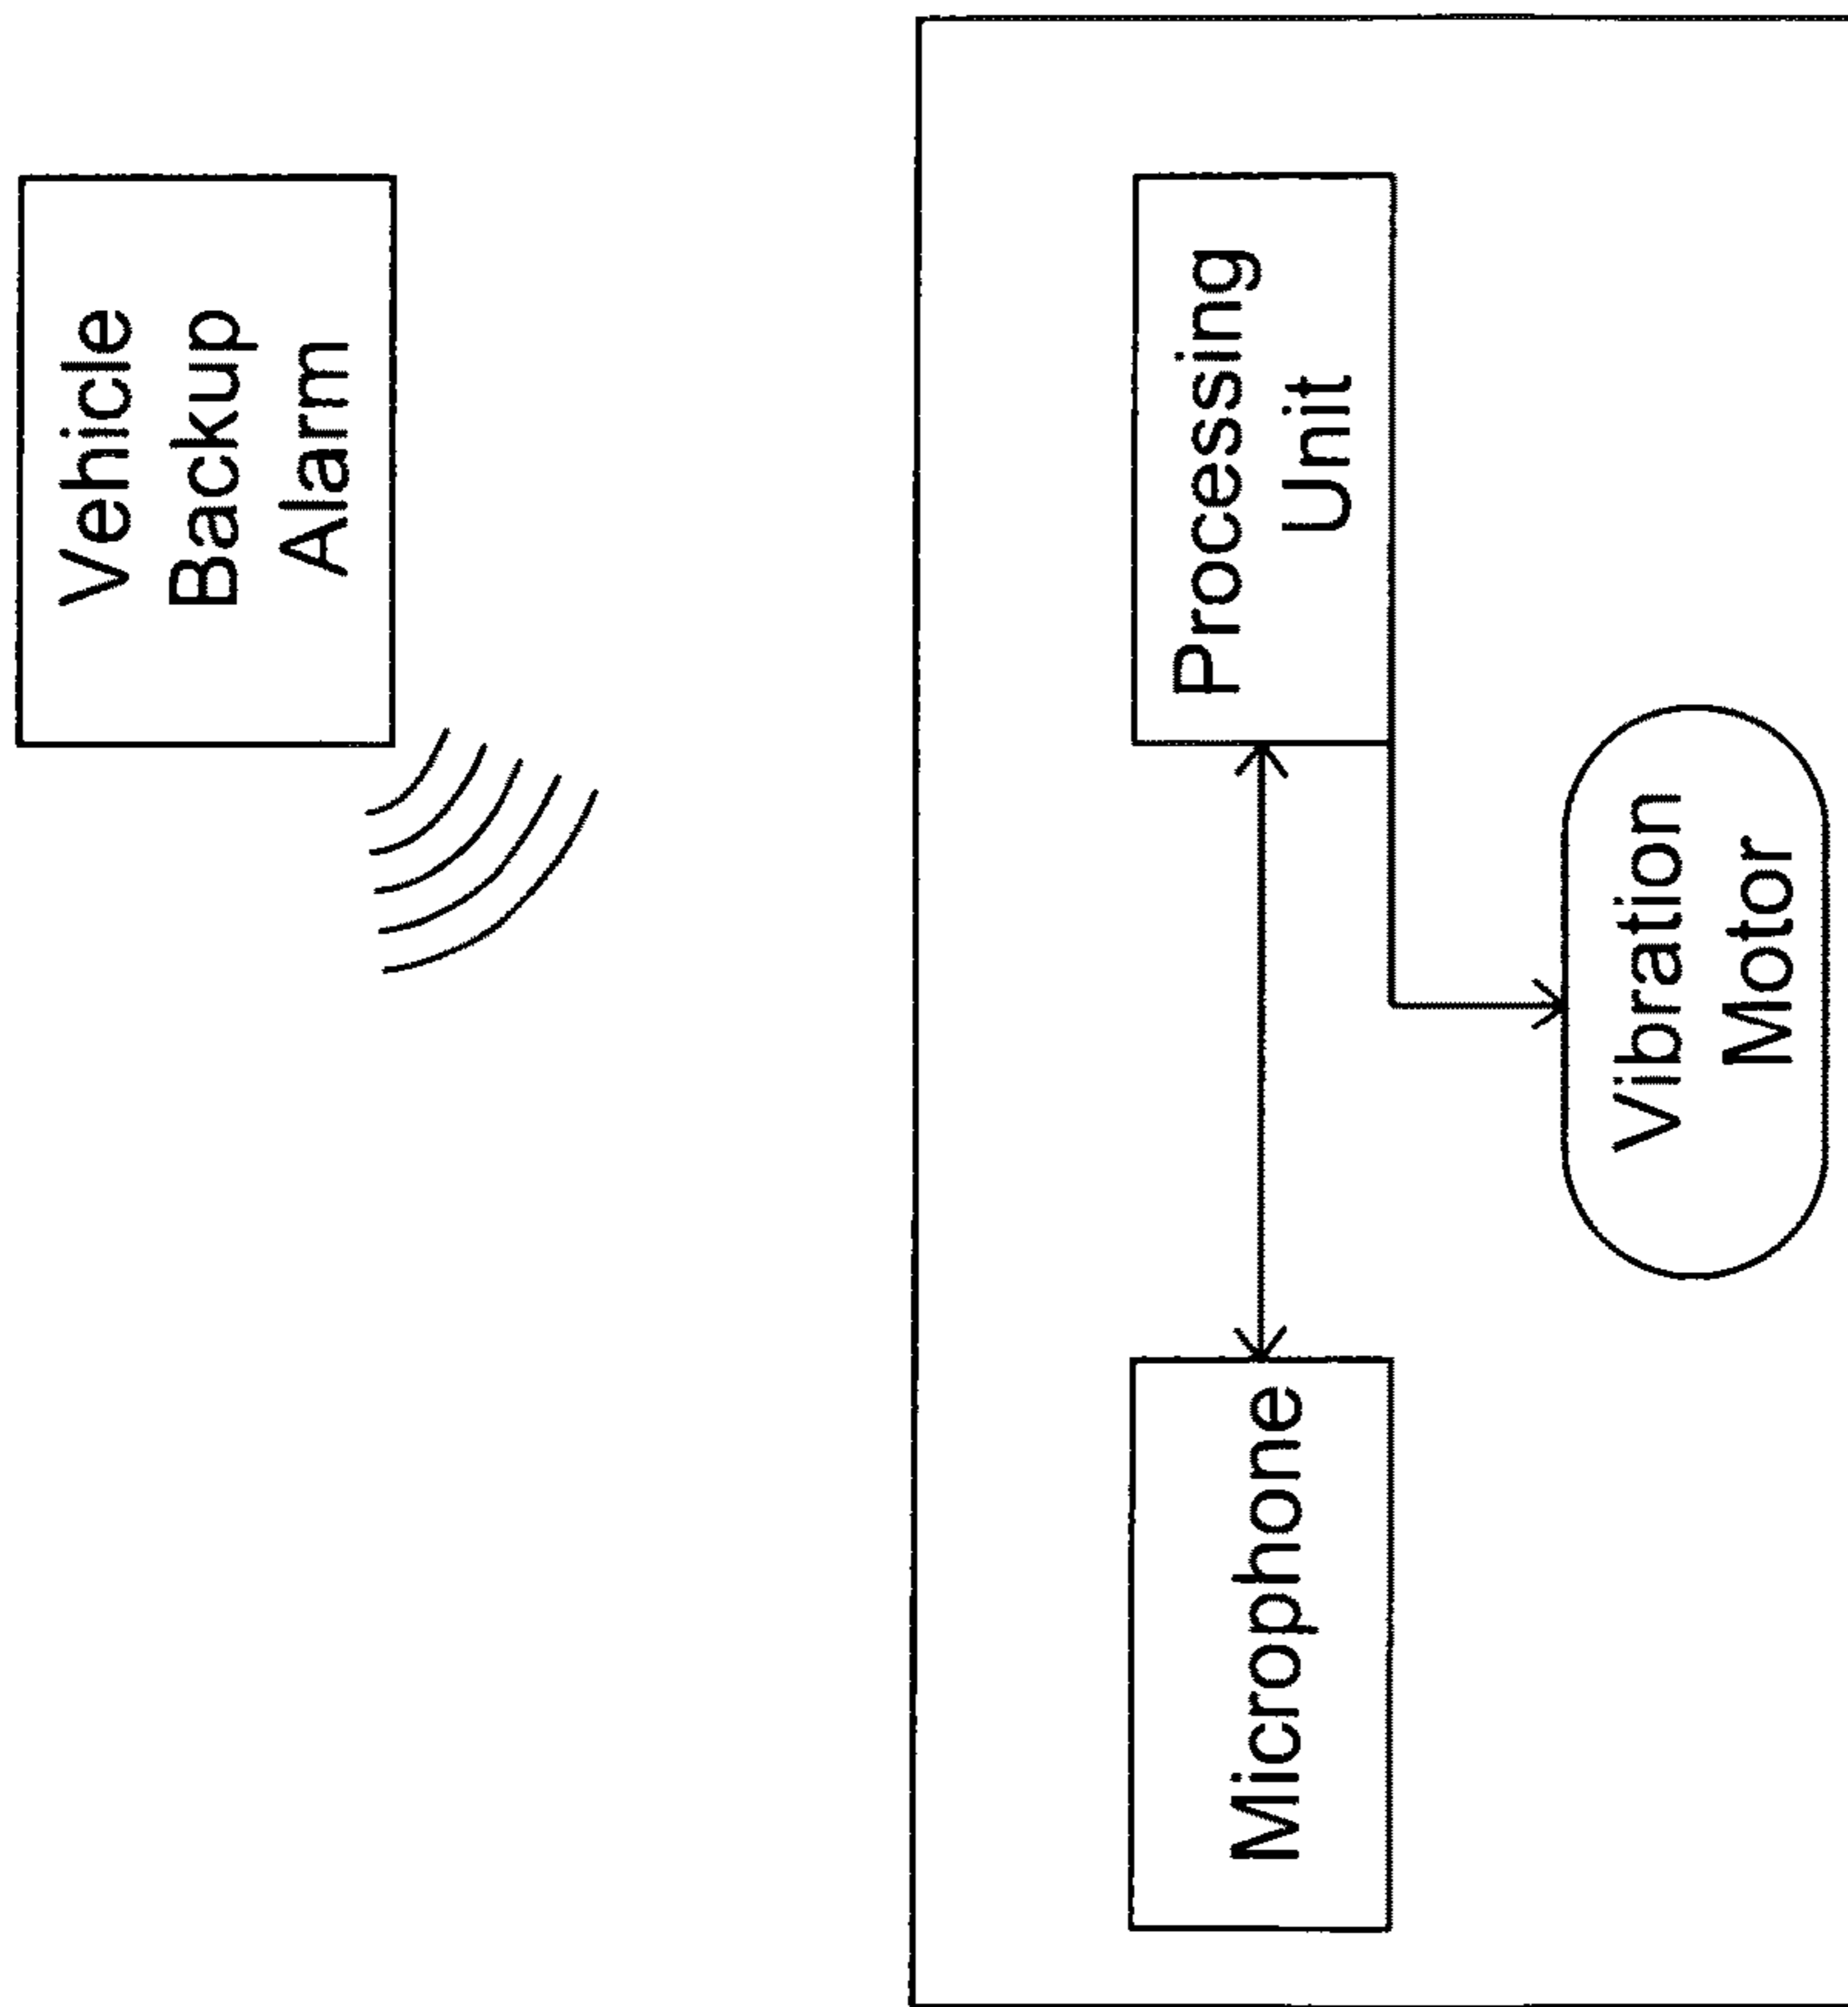 Vehicle
Backup
Alarm
Microphone
Processing
Unit
Vibration
Motor